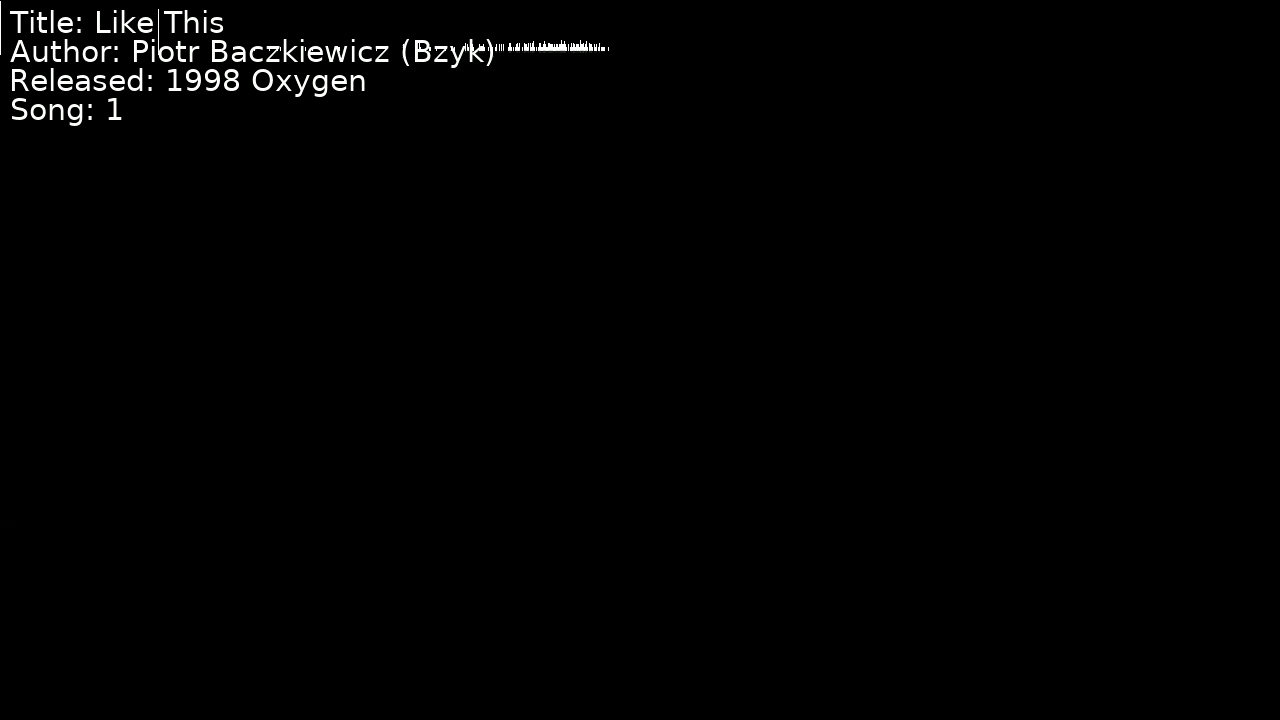 Title: Like This
Author: Piotr Baczkiewicz (Bzyk)
Released: 1998 Oxygen
Song: 1